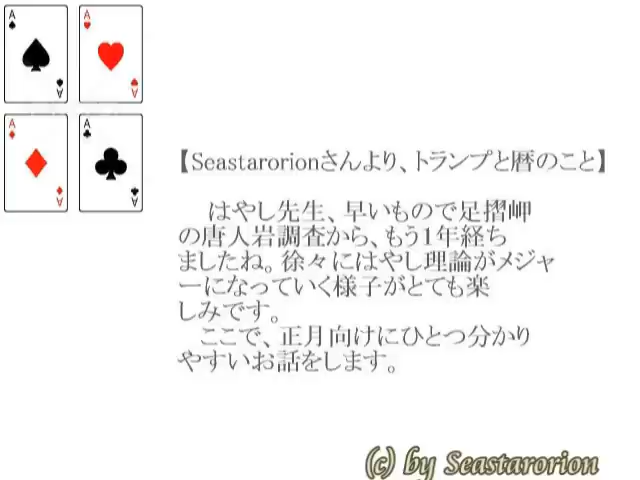 A
A
A
A
A
A
A
A
【Seastarorionさんより、トランプと暦のこと】
はやし先生、早いもので足摺岬
の唐人岩調査から、もう1年経ち
ましたね。徐々にはやし理論がメジャ
ーになっていく様子がとても楽
しみです。
ここで、正月向けにひとつ分かり
やすいお話をします。
(c) by Seastarorion